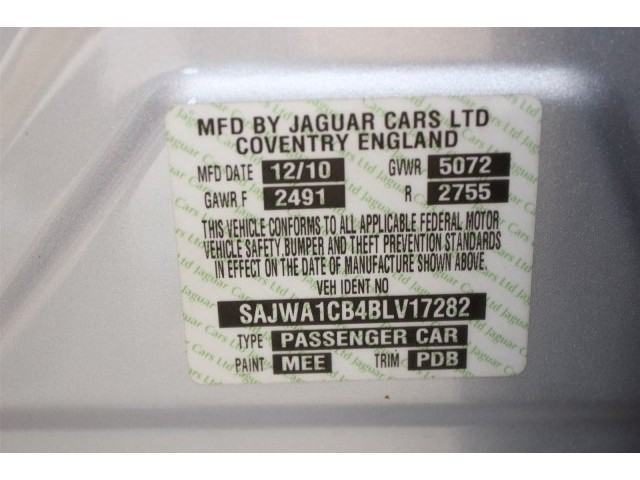 MFD BY JAGUAR CARS LTD
COVENTRY ENGLAND
MFD DATE 12/10 GVWR 5072
GAWR F 2491 R 2755
THIS VEHICLE CONFORMS TO ALL APPLICABLE FEDERAL MOTOR
VEHICLE SAFETY,BUMPER AND THEFT PREVENTION STANDARDS
IN EFFECT ON THE DATE OF MANUFACTURE SHOWN ABOVE.
VEH IDENT NO
SAJWA1CB4BLV17282
TYPE PASSENGER CAR
PAINT MEE TRIM PDB